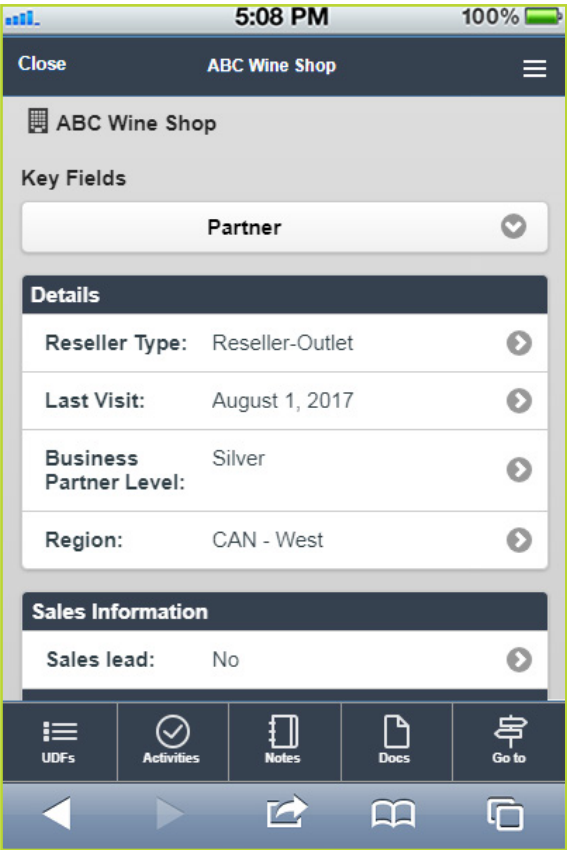 5:08 PM 100%
Close ABC Wine Shop
ABC Wine Shop
Key Fields
Partner
Details
Reseller Type: Reseller-Outlet
Last Visit: August 1, 2017
Business Silver
Partner Level:
Region: CAN - West
Sales Information
Sales lead: No
UDFs Activities Notes Docs Go to